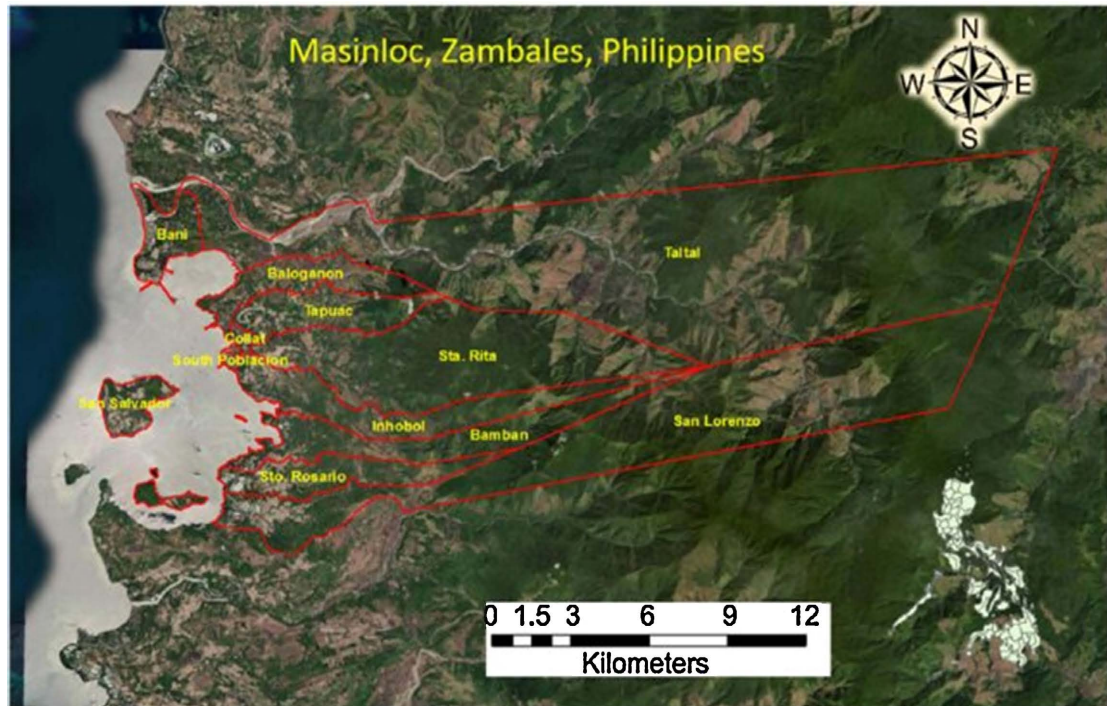 Masinloc, Zambales, Philippines
N
W E
S
Bani
Taltal
Baloganon
Tapuac
Collat
South Poblacion
Sta. Rita
San Salvador
Inhobol
San Lorenzo
Bamban
Sto. Rosario
0 1.5 3 6 9 12
Kilometers